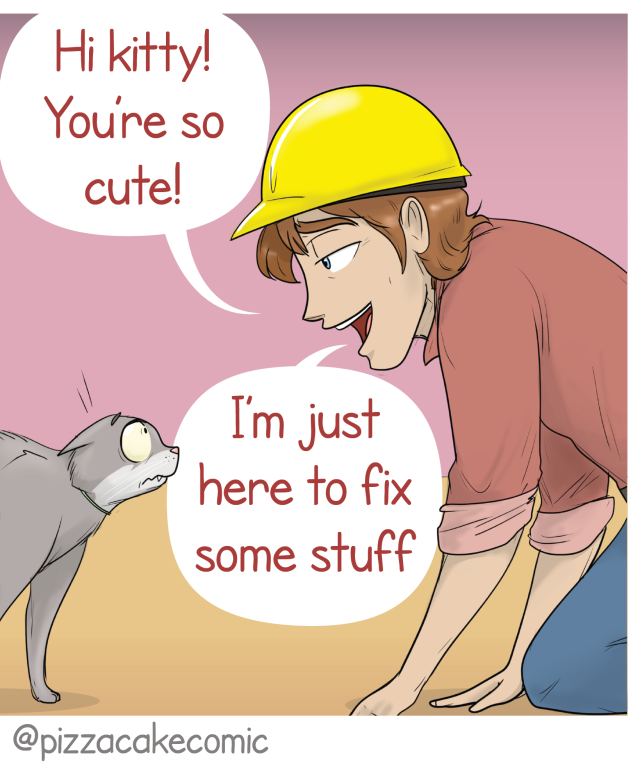 Hi kitty!
You're so
cute!
I'm just
here to fix
some stuff
@pizzacakecomic